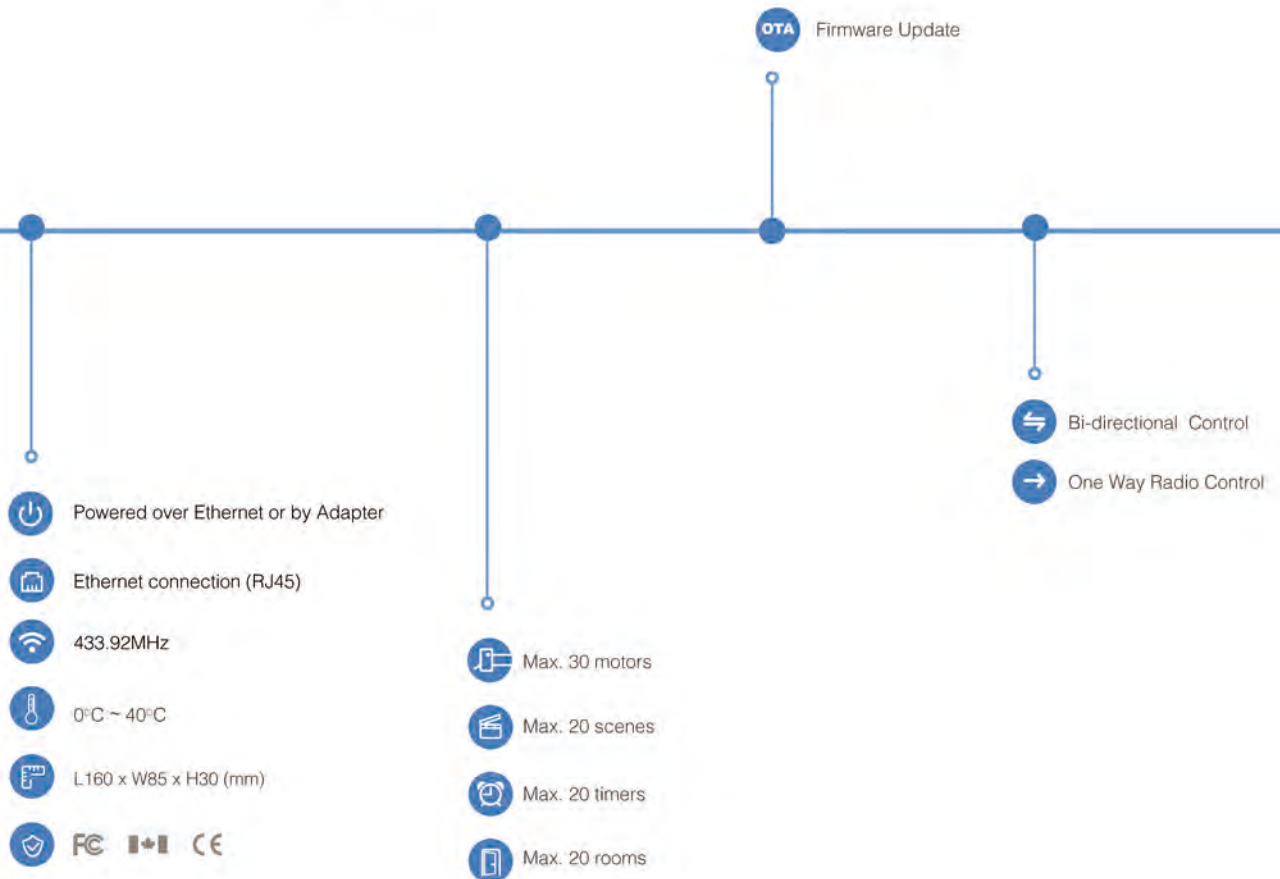 OTA Firmware Update
Bi-directional Control
One Way Radio Control
Powered over Ethernet or by Adapter
Ethernet connection (RJ45)
433.92MHz
0°C ~ 40°C
L160 x W85 x H30 (mm)
FC CE
Max. 30 motors
Max. 20 scenes
Max. 20 timers
Max. 20 rooms